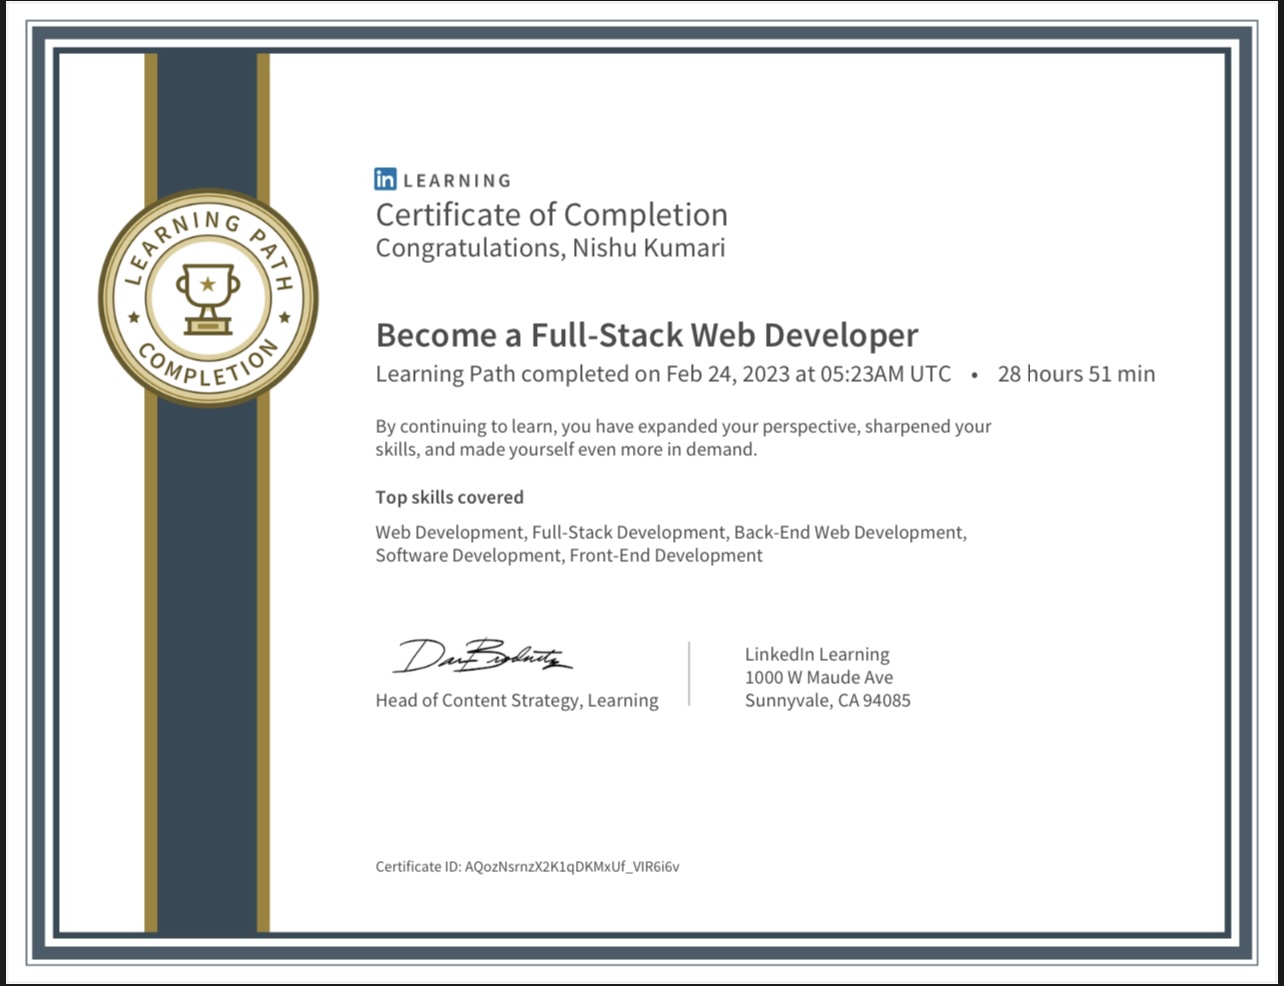 LEARNING PATH
COMPLETION
in LEARNING
Certificate of Completion
Congratulations, Nishu Kumari
Become a Full-Stack Web Developer
Learning Path completed on Feb 24, 2023 at 05:23AM UTC • 28 hours 51 min
By continuing to learn, you have expanded your perspective, sharpened your
skills, and made yourself even more in demand.
Top skills covered
Web Development, Full-Stack Development, Back-End Web Development,
Software Development, Front-End Development
Head of Content Strategy, Learning
LinkedIn Learning
1000 W Maude Ave
Sunnyvale, CA 94085
Certificate ID: AQozNsrnzX2K1qDKMxUf_VIR6i6v